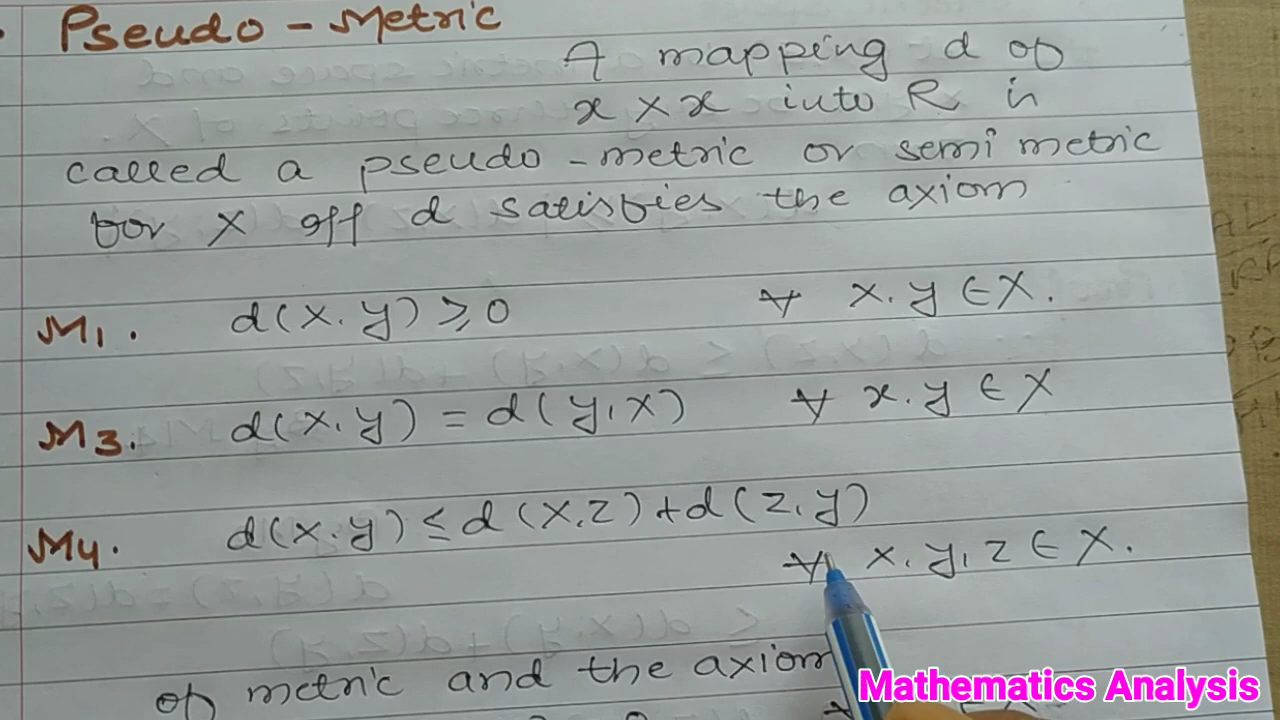 Pseudo - Metric
A mapping d of
x × x into R is
called a pseudo - metric or semi metric
for X iff d satisfies the axiom
M1. d(x, y) ≥ 0 ∀ x, y ∈ X.
M3. d(x, y) = d(y, x) ∀ x, y ∈ X
M4. d(x, y) ≤ d(x, z) + d(z, y)
∀ x, y, z ∈ X.
of metric and the axiom
Mathematics Analysis